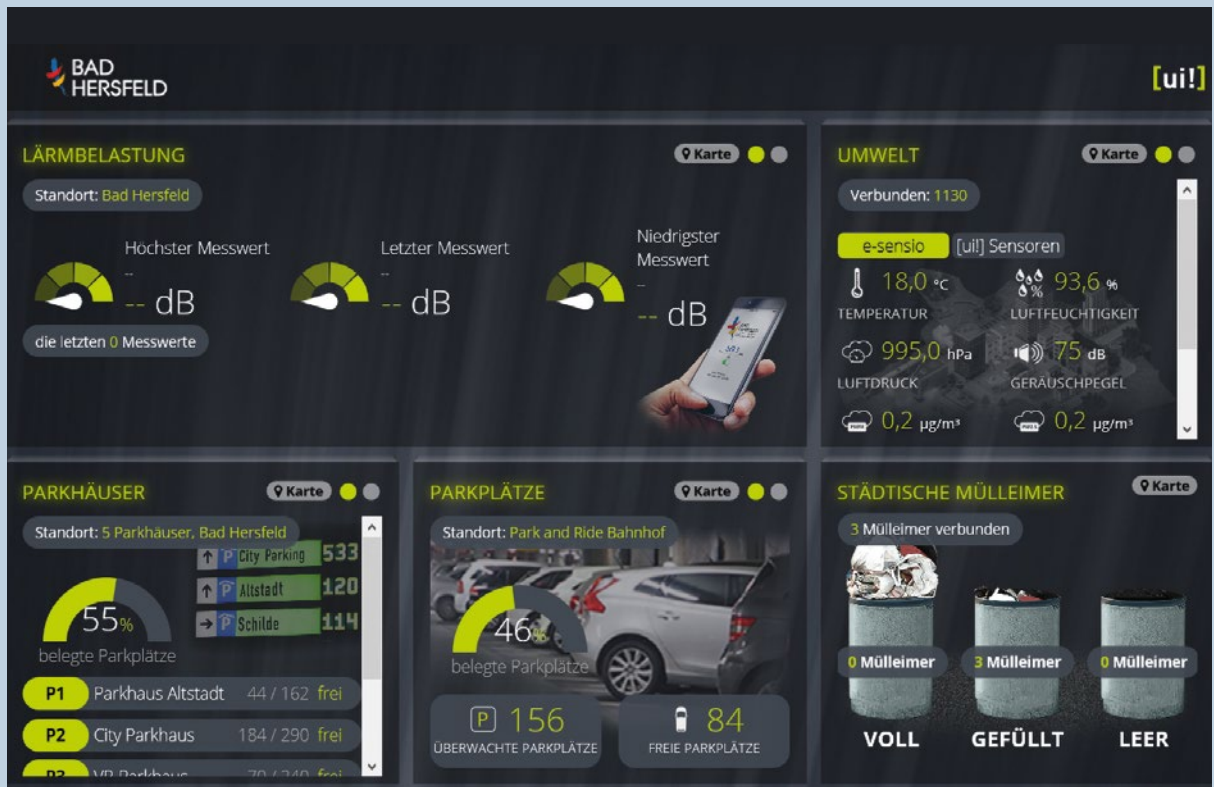 BAD
HERSFELD
[ui!]
LÄRMBELASTUNG
Karte
Standort: Bad Hersfeld
Höchster Messwert
--
-- dB
Letzter Messwert
--
-- dB
Niedrigster
Messwert
--
-- dB
die letzten 0 Messwerte
UMWELT
Karte
Verbunden: 1130
e-sensio
[ui!] Sensoren
18,0 °C
TEMPERATUR
93,6 %
LUFTFEUCHTIGKEIT
995,0 hPa
LUFTDRUCK
75 dB
GERÄUSCHPEGEL
0,2 µg/m³
0,2 µg/m³
PARKHÄUSER
Karte
Standort: 5 Parkhäuser, Bad Hersfeld
P City Parking 533
P Altstadt 120
P Schilde 114
55%
belegte Parkplätze
P1 Parkhaus Altstadt 44 / 162 frei
P2 City Parkhaus 184 / 290 frei
PARKPLÄTZE
Karte
Standort: Park and Ride Bahnhof
46%
belegte Parkplätze
P 156
ÜBERWACHTE PARKPLÄTZE
84
FREIE PARKPLÄTZE
STÄDTISCHE MÜLLEIMER
Karte
3 Mülleimer verbunden
0 Mülleimer
VOLL
3 Mülleimer
GEFÜLLT
0 Mülleimer
LEER